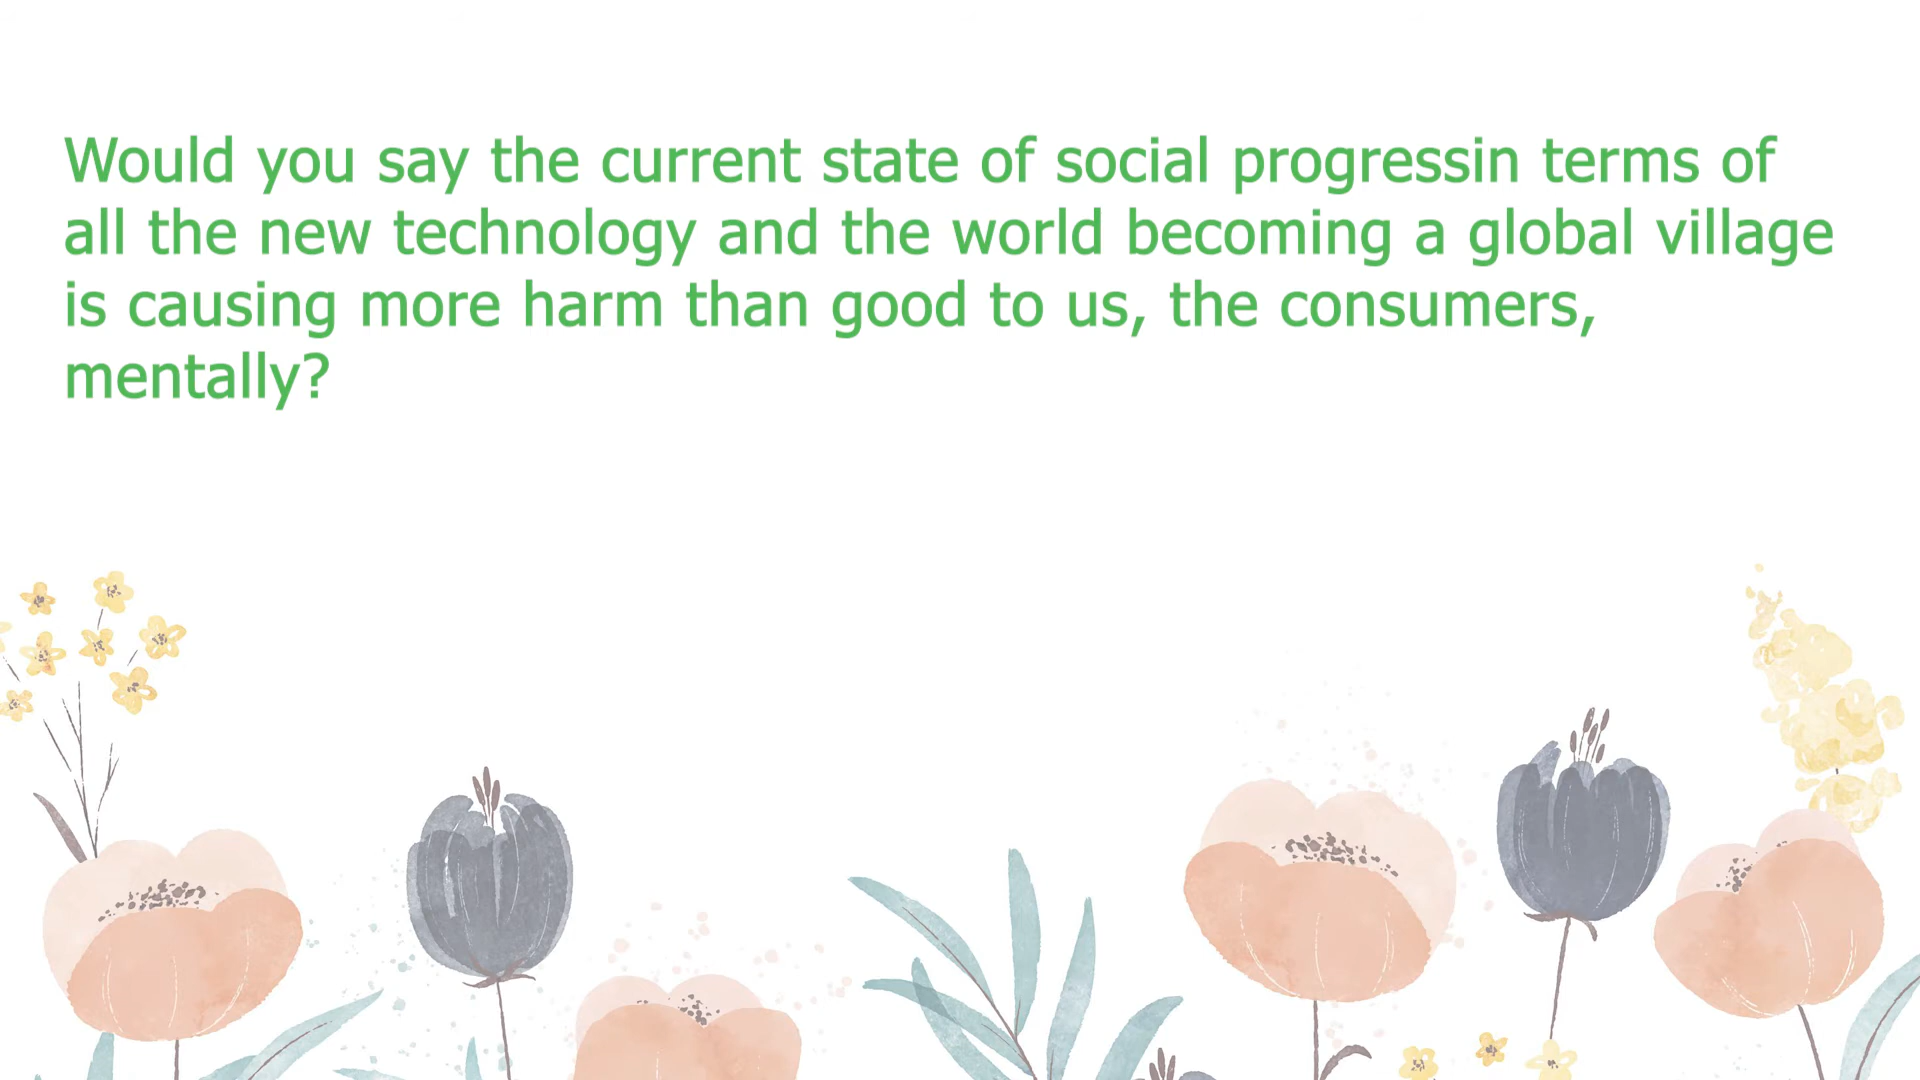 Would you say the current state of social progressin terms of
all the new technology and the world becoming a global village
is causing more harm than good to us, the consumers,
mentally?